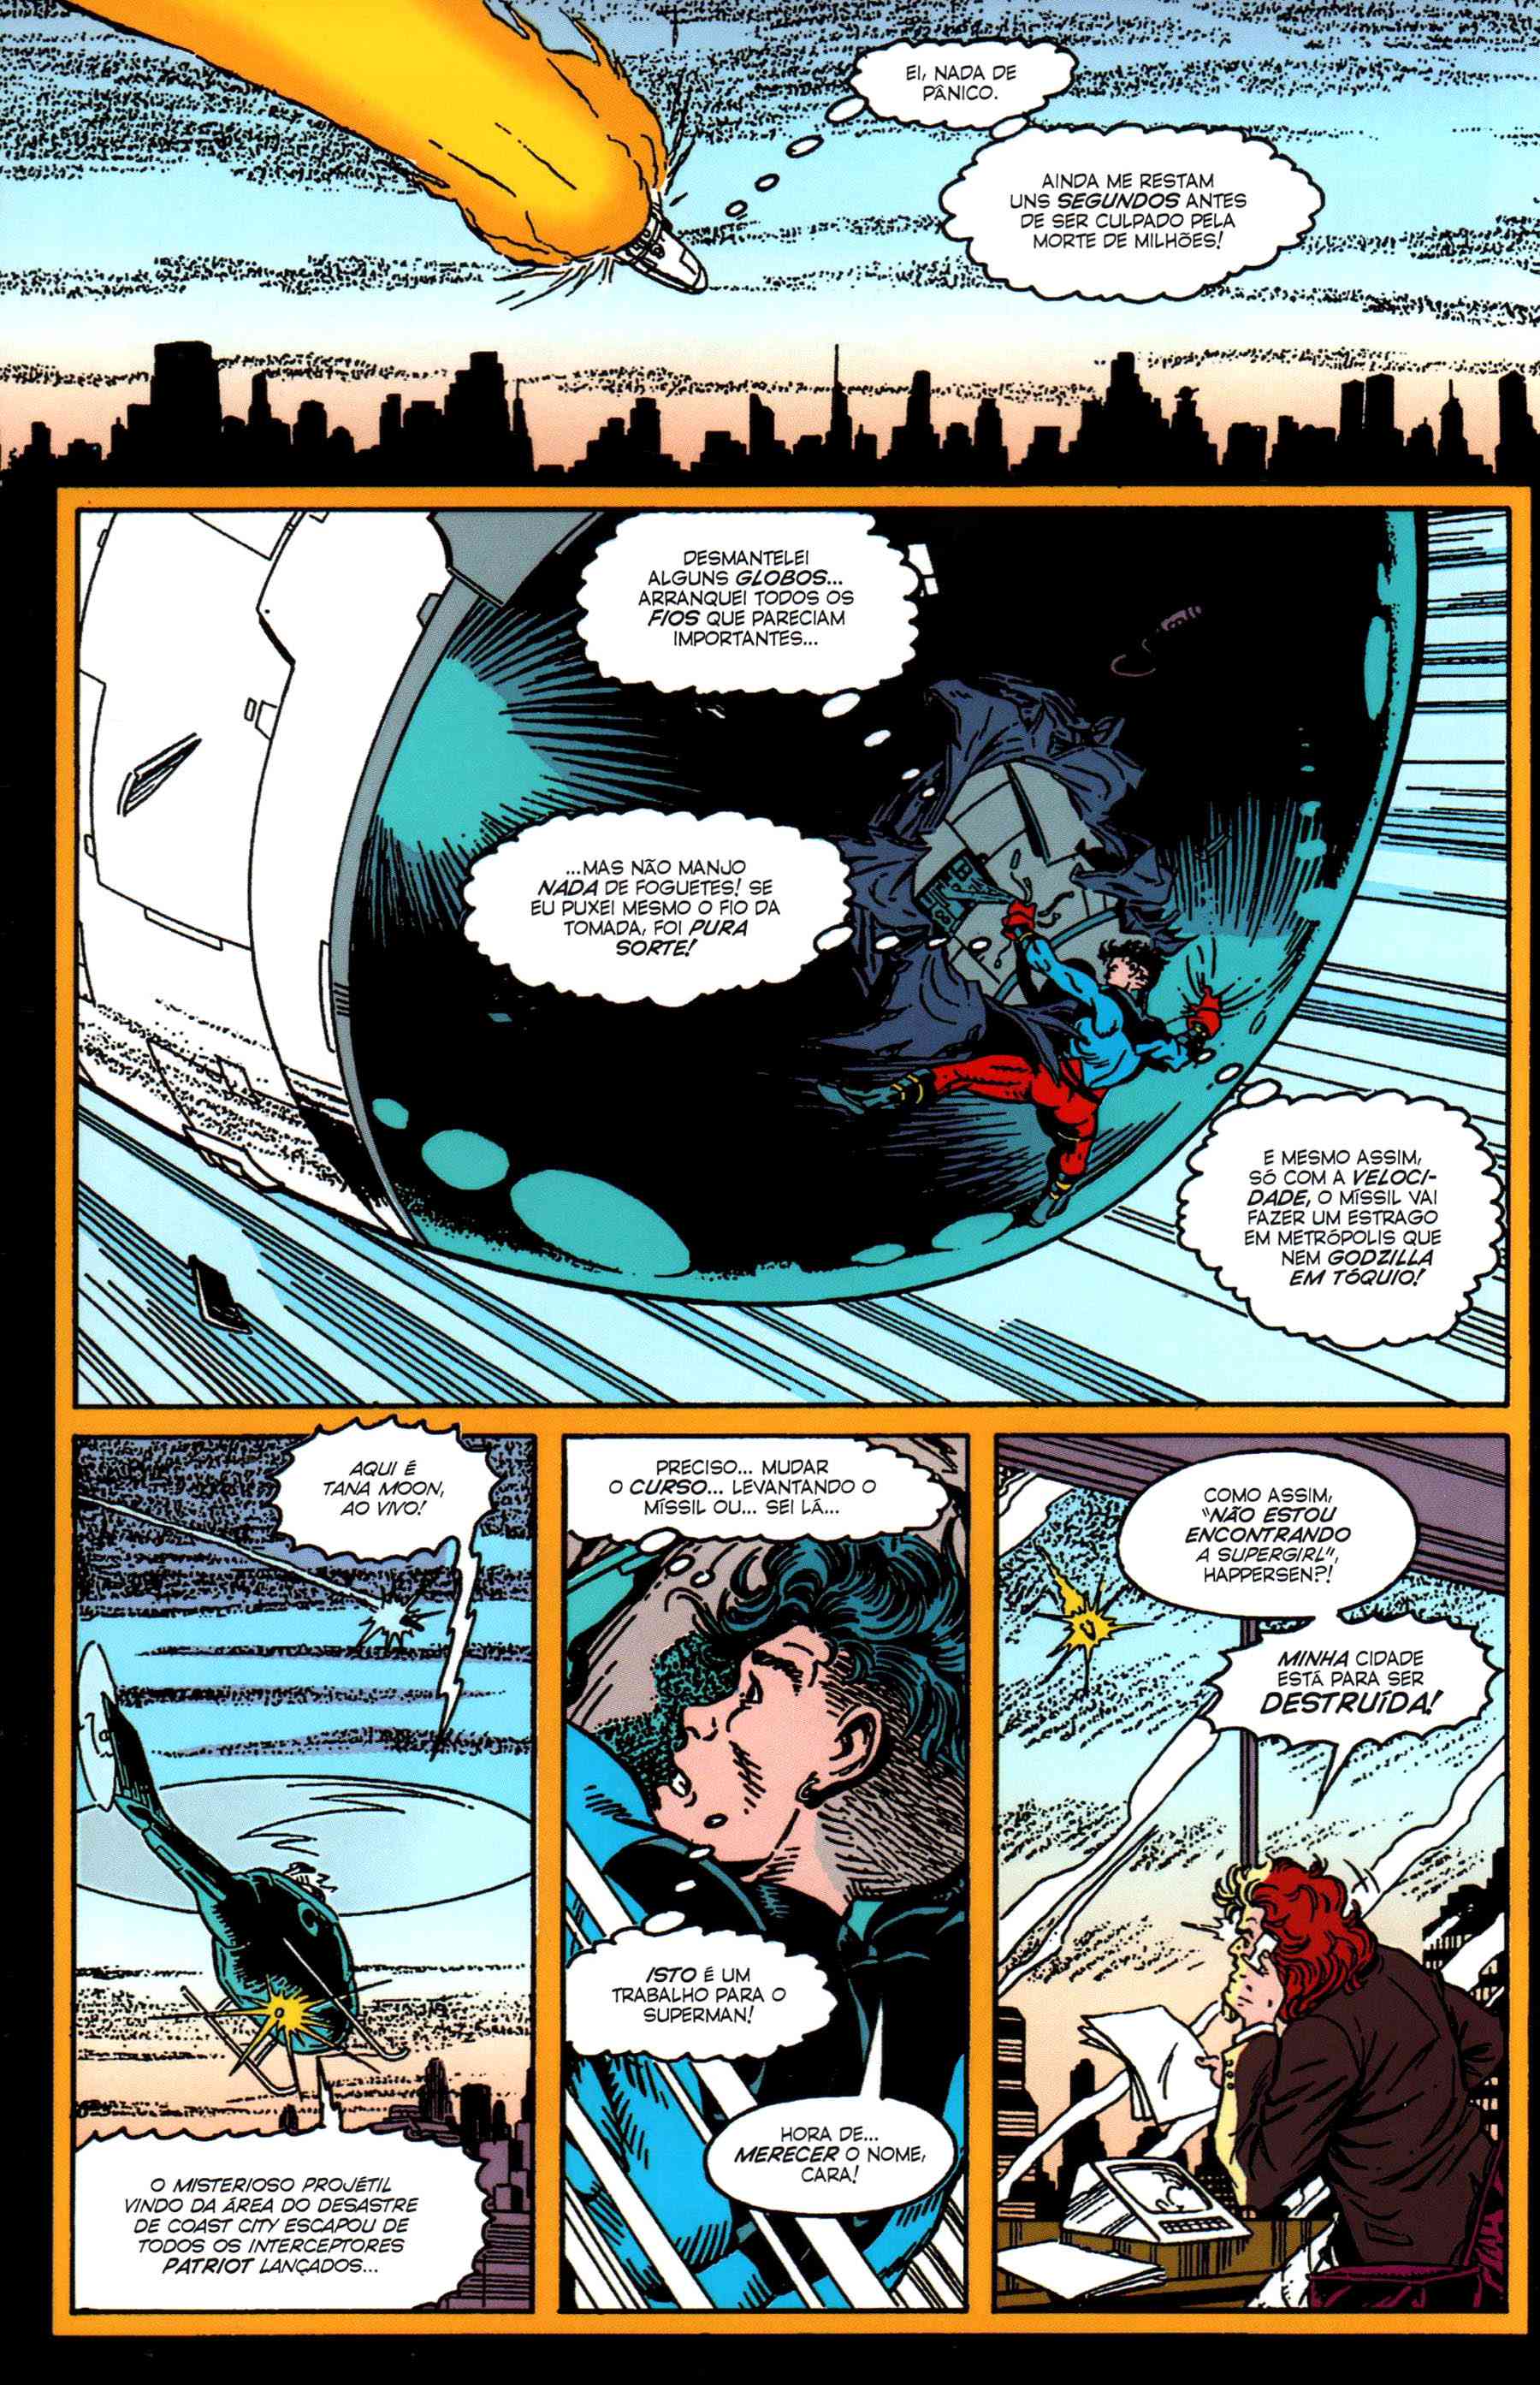 EI, NADA DE
PÂNICO.
AINDA ME RESTAM
UNS SEGUNDOS ANTES
DE SER CULPADO PELA
MORTE DE MILHÕES!
DESMANTELEI
ALGUNS GLOBOS...
ARRANQUEI TODOS OS
FIOS QUE PARECIAM
IMPORTANTES...
...MAS NÃO MANJO
NADA DE FOGUETES! SE
EU PUXEI MESMO O FIO DA
TOMADA, FOI PURA
SORTE!
E MESMO ASSIM,
SÓ COM A VELOCI-
DADE, O MÍSSIL VAI
FAZER UM ESTRAGO
EM METRÓPOLIS QUE
NEM GODZILLA
EM TÓQUIO!
AQUI É
TANA MOON,
AO VIVO!
O MISTERIOSO PROJÉTIL
VINDO DA ÁREA DO DESASTRE
DE COAST CITY ESCAPOU DE
TODOS OS INTERCEPTORES
PATRIOT LANÇADOS...
PRECISO... MUDAR
O CURSO... LEVANTANDO O
MÍSSIL OU... SEI LÁ...
ISTO É UM
TRABALHO PARA O
SUPERMAN!
HORA DE...
MERECER O NOME,
CARA!
COMO ASSIM,
"NÃO ESTOU
ENCONTRANDO
A SUPERGIRL",
HAPPERSEN?!
MINHA CIDADE
ESTÁ PARA SER
DESTRUÍDA!